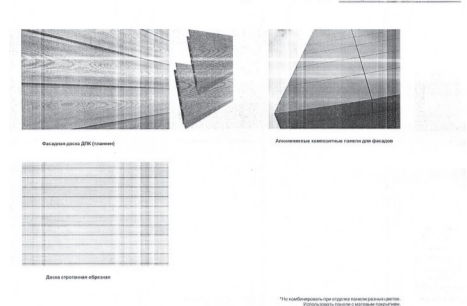 Фасадная доска ДПК (планкен)
Алюминиевые композитные панели для фасадов
Доска строганная обрезная
*Не комбинировать при отделке панели разных цветов.
Использовать панели с матовым покрытием.